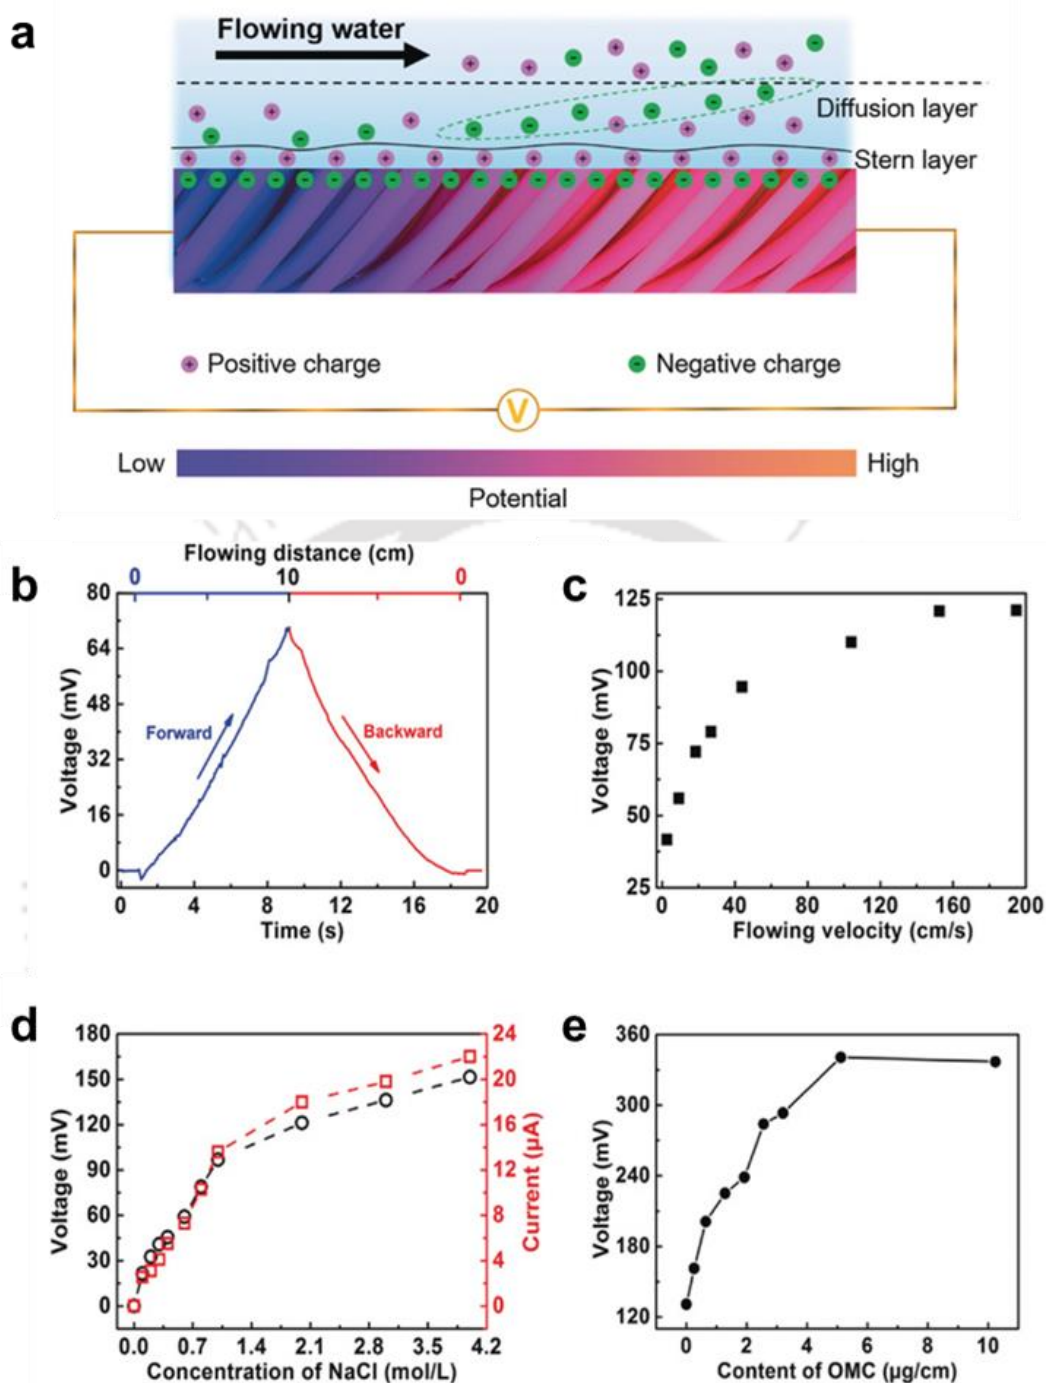 a
Flowing water
Diffusion layer
Stern layer
Positive charge
Negative charge
V
Low
High
Potential
b
Flowing distance (cm)
0 10 0
80
64
48
32
16
0
Voltage (mV)
Forward
Backward
0 4 8 12 16 20
Time (s)
c
125
100
75
50
25
Voltage (mV)
0 40 80 120 160 200
Flowing velocity (cm/s)
d
180
150
120
90
60
30
0
Voltage (mV)
24
20
16
12
8
4
0
Current (µA)
0.0 0.7 1.4 2.1 2.8 3.5 4.2
Concentration of NaCl (mol/L)
e
360
300
240
180
120
Voltage (mV)
0 2 4 6 8 10
Content of OMC (µg/cm)